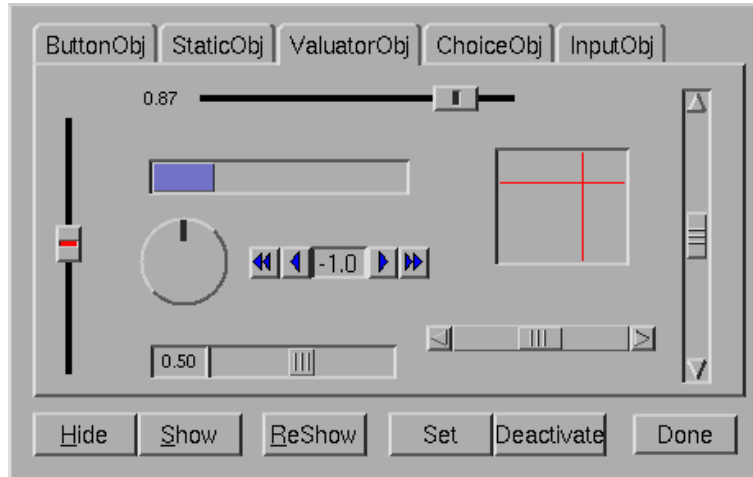 ButtonObj StaticObj ValuatorObj ChoiceObj InputObj
0.87
-1.0
0.50
Hide Show ReShow Set Deactivate Done